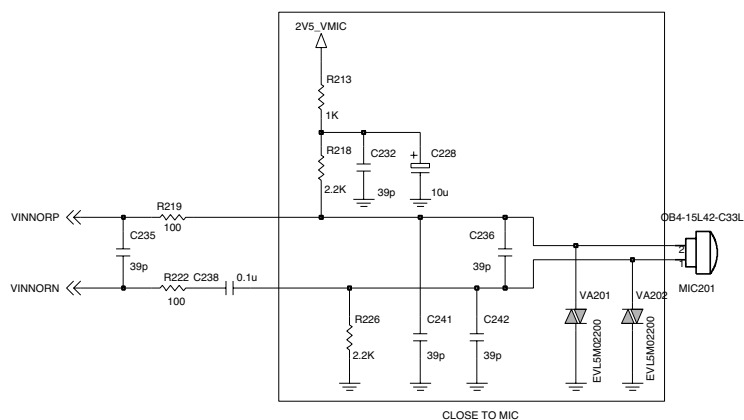 2V5_VMIC
R213
1K
R218
C232
C228
+
2.2K
39p
10u
OB4-15L42-C33L
VINNORP
R219
100
C235
39p
C236
39p
2
1
MIC201
VINNORN
R222
C238
0.1u
100
VA201
VA202
R226
2.2K
C241
39p
C242
39p
EVL5M02200
EVL5M02200
CLOSE TO MIC